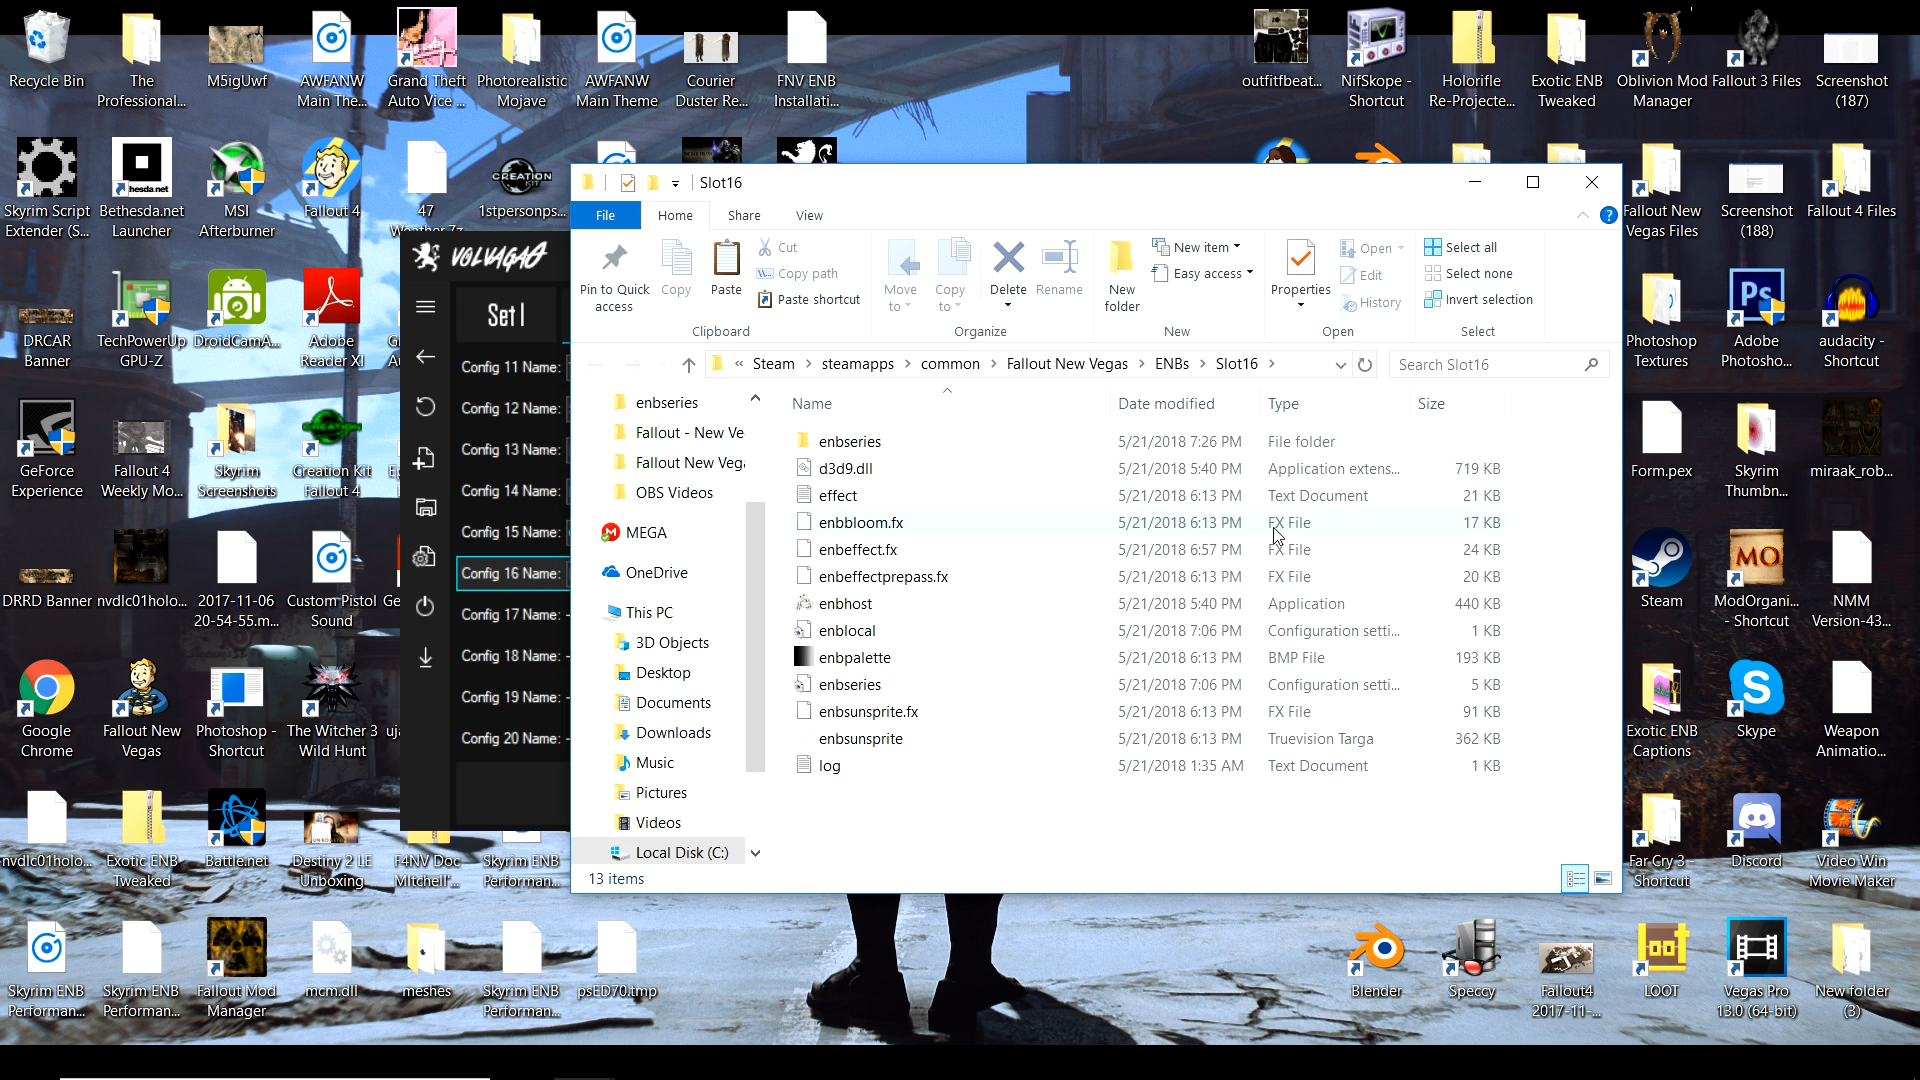 Recycle Bin
The
Professional...
M5igUwf
AWFANW
Main The...
Grand Theft
Auto Vice ...
Photorealistic
Mojave
AWFANW
Main Theme
Courier
Duster Re...
FNV ENB
Installati...
outfitfbeat...
NifSkope -
Shortcut
Holorifle
Re-Projecte...
Exotic ENB
Tweaked
Oblivion Mod
Manager
Fallout 3 Files
Screenshot
(187)
Skyrim Script
Extender (S...
hesda.net
Bethesda.net
Launcher
MSI
Afterburner
Fallout 4
47
Weather.7z
CREATION
KIT
1stpersonps...
Fallout New
Vegas Files
Screenshot
(188)
Fallout 4 Files
DRCAR
Banner
TechPowerUp
GPU-Z
DroidCamA...
Adobe
Reader XI
Photoshop
Textures
Ps
Adobe
Photosho...
audacity -
Shortcut
GeForce
Experience
Fallout 4
Weekly Mo...
Skyrim
Screenshots
Creation Kit
Fallout 4
Form.pex
Skyrim
Thumbn...
miraak_rob...
DRRD Banner
nvdlc01holo...
2017-11-06
20-54-55.m...
Custom Pistol
Sound
Ge
Steam
MO
ModOrgani...
- Shortcut
NMM
Version-43...
Google
Chrome
Fallout New
Vegas
Photoshop -
Shortcut
The Witcher 3
Wild Hunt
uja
Exotic ENB
Captions
Skype
Weapon
Animatio...
nvdlc01holo...
Exotic ENB
Tweaked
Battle.net
Destiny 2 LE
Unboxing
F4NV Doc
MItchell'...
Skyrim ENB
Performan...
Far Cry 3 -
Shortcut
Discord
Video Win
Movie Maker
Skyrim ENB
Performan...
Skyrim ENB
Performan...
Fallout Mod
Manager
mcm.dll
meshes
Skyrim ENB
Performan...
psED70.tmp
Blender
Speccy
Fallout4
2017-11-...
LOOT
Vegas Pro
13.0 (64-bit)
New folder
(3)
VOLVAGA
Set 1
Config 11 Name:
Config 12 Name:
Config 13 Name:
Config 14 Name:
Config 15 Name:
Config 16 Name:
Config 17 Name: -
Config 18 Name: -
Config 19 Name: -
Config 20 Name: -
Slot16
File Home Share View
Pin to Quick
access
Copy
Paste
Cut
Copy path
Paste shortcut
Clipboard
Move
to
Copy
to
Delete
Rename
Organize
New
folder
New item
Easy access
New
Properties
Open
Edit
History
Open
Select all
Select none
Invert selection
Select
« Steam > steamapps > common > Fallout New Vegas > ENBs > Slot16 >
Search Slot16
enbseries
Fallout - New Ve
Fallout New Vega
OBS Videos
MEGA
OneDrive
This PC
3D Objects
Desktop
Documents
Downloads
Music
Pictures
Videos
Local Disk (C:)
Name Date modified Type Size
enbseries 5/21/2018 7:26 PM File folder
d3d9.dll 5/21/2018 5:40 PM Application extens... 719 KB
effect 5/21/2018 6:13 PM Text Document 21 KB
enbbloom.fx 5/21/2018 6:13 PM FX File 17 KB
enbeffect.fx 5/21/2018 6:57 PM FX File 24 KB
enbeffectprepass.fx 5/21/2018 6:13 PM FX File 20 KB
enbhost 5/21/2018 5:40 PM Application 440 KB
enblocal 5/21/2018 7:06 PM Configuration setti... 1 KB
enbpalette 5/21/2018 6:13 PM BMP File 193 KB
enbseries 5/21/2018 7:06 PM Configuration setti... 5 KB
enbsunsprite.fx 5/21/2018 6:13 PM FX File 91 KB
enbsunsprite 5/21/2018 6:13 PM Truevision Targa 362 KB
log 5/21/2018 1:35 AM Text Document 1 KB
13 items